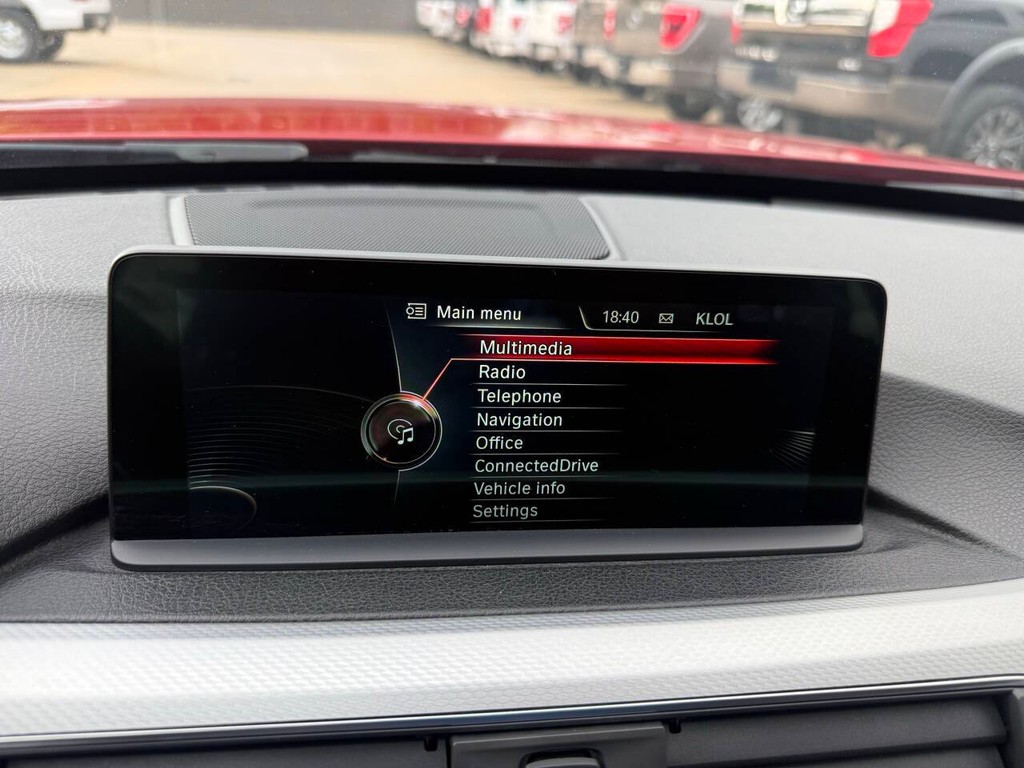 Main menu 18:40 KLOL
Multimedia
Radio
Telephone
Navigation
Office
ConnectedDrive
Vehicle info
Settings